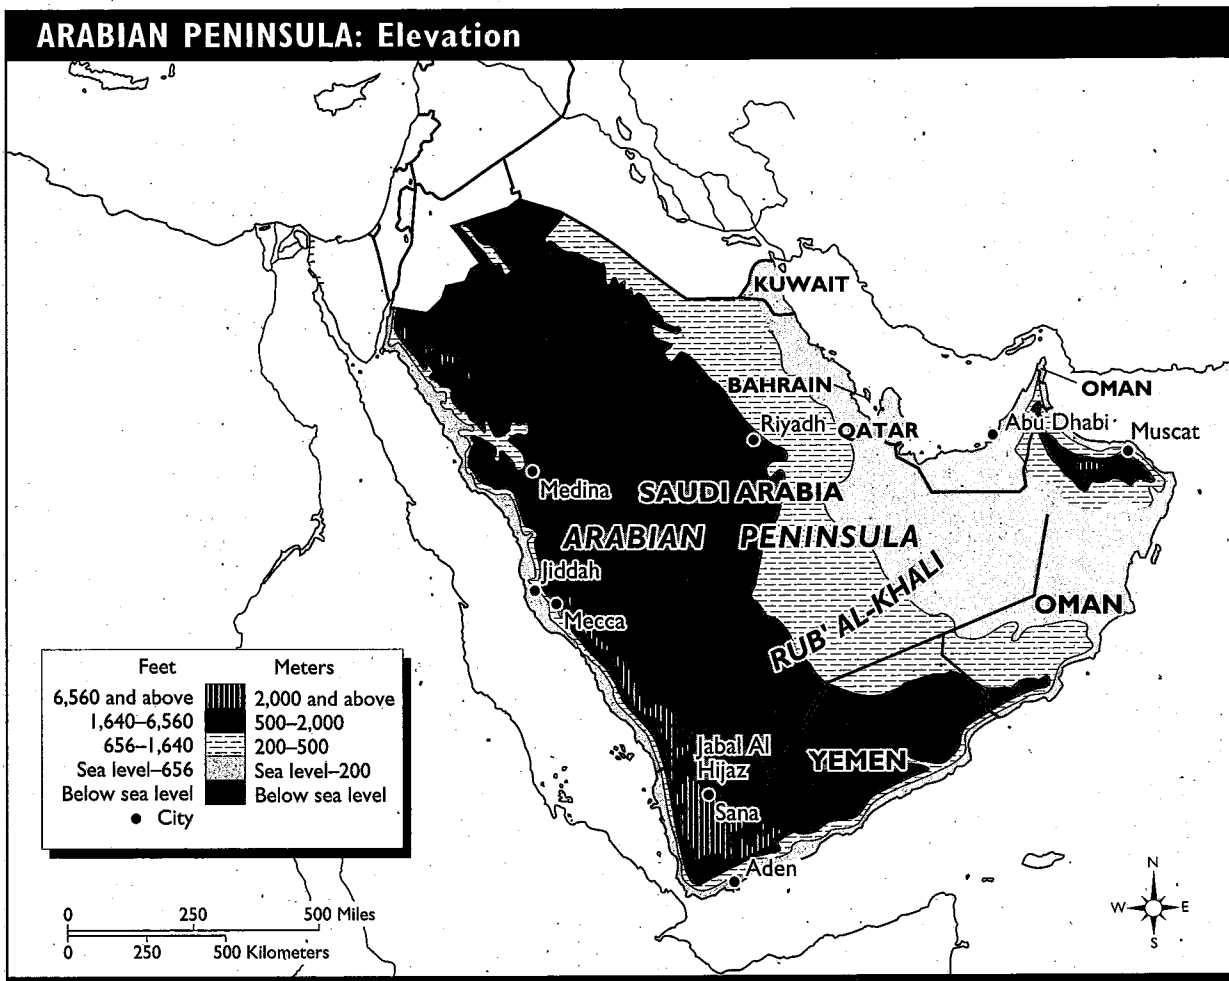 ARABIAN PENINSULA: Elevation
KUWAIT
BAHRAIN
OMAN
Riyadh
QATAR
Abu Dhabi
Muscat
Medina
SAUDI ARABIA
ARABIAN PENINSULA
Jiddah
Mecca
RUB' AL-KHALI
OMAN
Jabal Al
Hijaz
YEMEN
Sana
Aden
Feet Meters
6,560 and above 2,000 and above
1,640–6,560 500–2,000
656–1,640 200–500
Sea level–656 Sea level–200
Below sea level Below sea level
City
0 250 500 Miles
0 250 500 Kilometers
N
W E
S